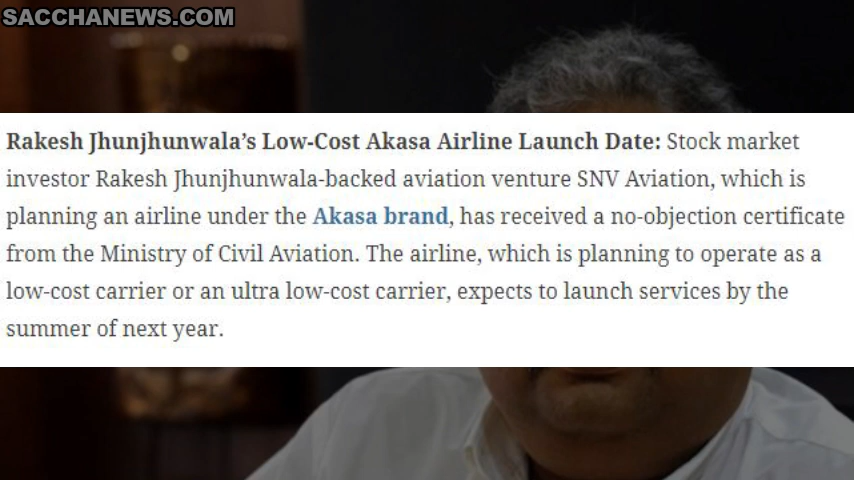 SACCHANEWS.COM
Rakesh Jhunjhunwala’s Low-Cost Akasa Airline Launch Date: Stock market
investor Rakesh Jhunjhunwala-backed aviation venture SNV Aviation, which is
planning an airline under the Akasa brand, has received a no-objection certificate
from the Ministry of Civil Aviation. The airline, which is planning to operate as a
low-cost carrier or an ultra low-cost carrier, expects to launch services by the
summer of next year.